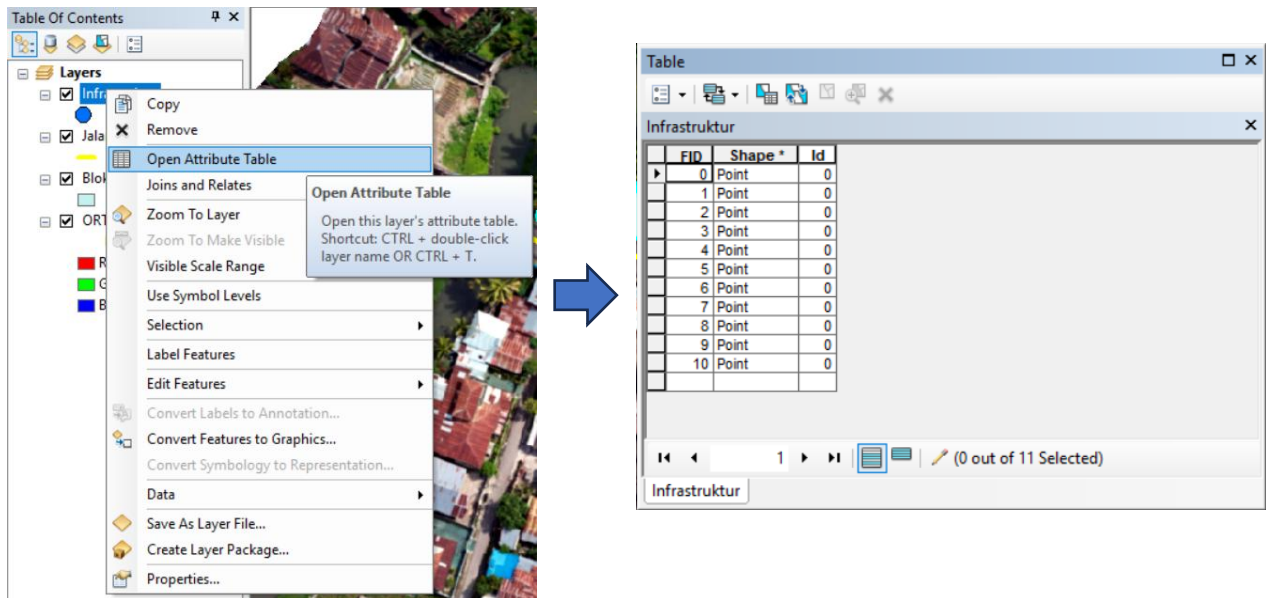 Table Of Contents
Layers
Infr
Jala
Blok
ORT
R
G
B
Copy
Remove
Open Attribute Table
Joins and Relates
Zoom To Layer
Zoom To Make Visible
Visible Scale Range
Use Symbol Levels
Selection
Label Features
Edit Features
Convert Labels to Annotation...
Convert Features to Graphics...
Convert Symbology to Representation...
Data
Save As Layer File...
Create Layer Package...
Properties...
Open Attribute Table
Open this layer's attribute table.
Shortcut: CTRL + double-click
layer name OR CTRL + T.
Table
Infrastruktur
FID Shape * Id
0 Point 0
1 Point 0
2 Point 0
3 Point 0
4 Point 0
5 Point 0
6 Point 0
7 Point 0
8 Point 0
9 Point 0
10 Point 0
1 (0 out of 11 Selected)
Infrastruktur